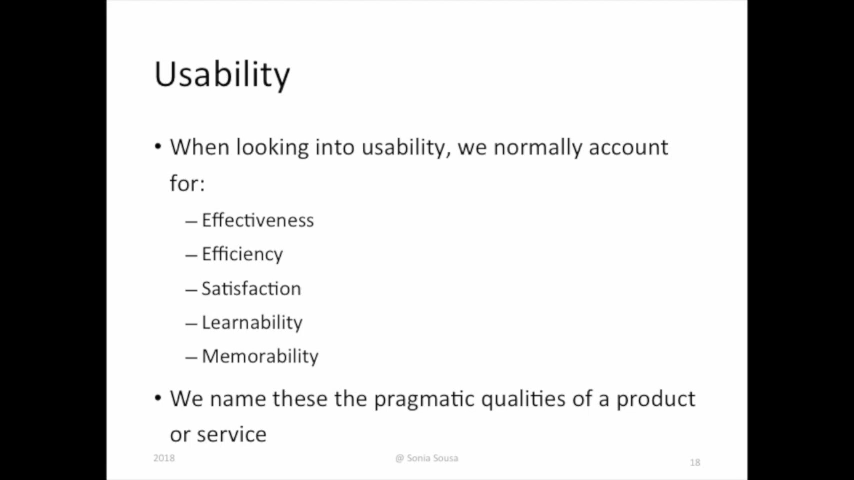 Usability
• When looking into usability, we normally account
for:
– Effectiveness
– Efficiency
– Satisfaction
– Learnability
– Memorability
• We name these the pragmatic qualities of a product
or service
2018
@ Sonia Sousa
18